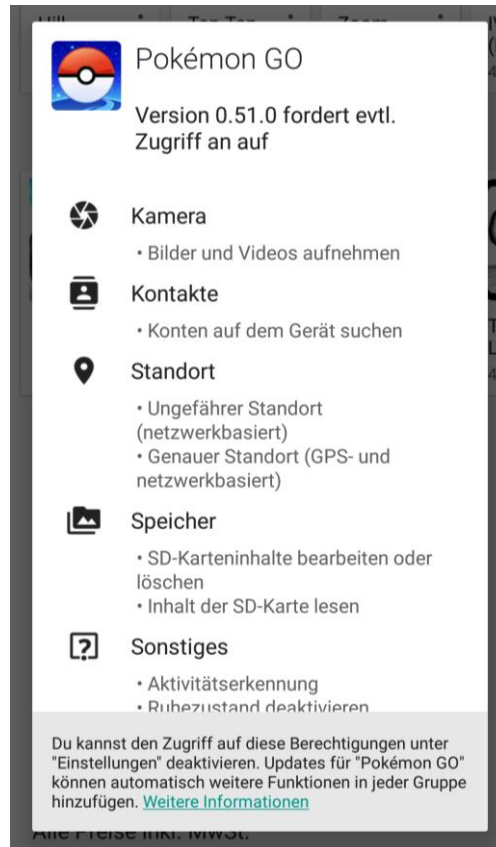 Pokémon GO
Version 0.51.0 fordert evtl.
Zugriff an auf
Kamera
• Bilder und Videos aufnehmen
Kontakte
• Konten auf dem Gerät suchen
Standort
• Ungefährer Standort
(netzwerkbasiert)
• Genauer Standort (GPS- und
netzwerkbasiert)
Speicher
• SD-Karteninhalte bearbeiten oder
löschen
• Inhalt der SD-Karte lesen
Sonstiges
• Aktivitätserkennung
• Ruhezustand deaktivieren
Du kannst den Zugriff auf diese Berechtigungen unter
"Einstellungen" deaktivieren. Updates für "Pokémon GO"
können automatisch weitere Funktionen in jeder Gruppe
hinzufügen. Weitere Informationen
Alle Preise inkl. MwSt.